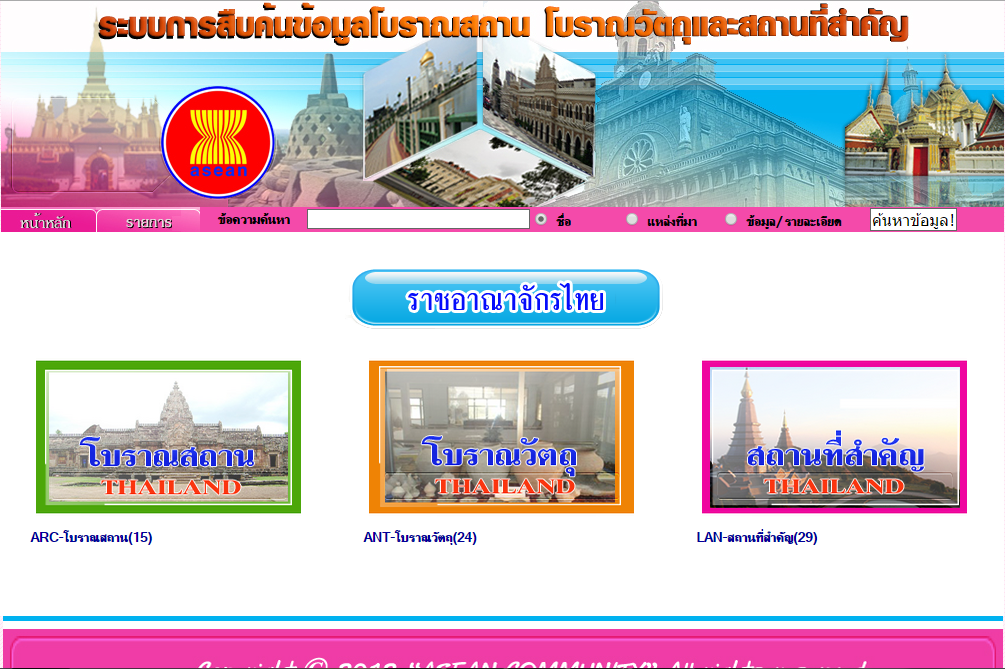 ระบบการสืบค้นข้อมูลโบราณสถาน โบราณวัตถุและสถานที่สำคัญ
asean
หน้าหลัก รายการ ข้อความค้นหา ชื่อ แหล่งที่มา ข้อมูล/รายละเอียด ค้นหาข้อมูล!
ราชอาณาจักรไทย
โบราณสถาน
THAILAND
โบราณวัตถุ
THAILAND
สถานที่สำคัญ
THAILAND
ARC-โบราณสถาน(15)
ANT-โบราณวัตถุ(24)
LAN-สถานที่สำคัญ(29)
Copyright © 2012 "ASEAN COMMUNITY" All rights reserved